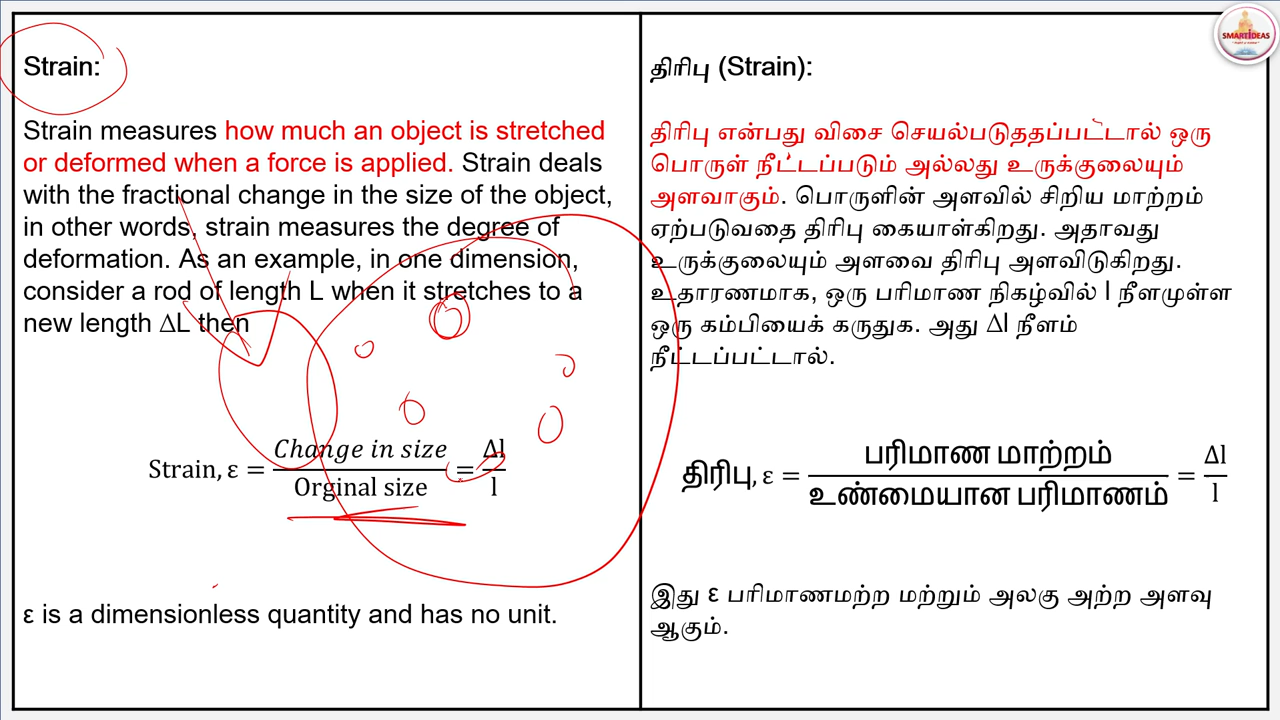 SMARTIDEAS
Strain:
Strain measures how much an object is stretched
or deformed when a force is applied. Strain deals
with the fractional change in the size of the object,
in other words, strain measures the degree of
deformation. As an example, in one dimension,
consider a rod of length L when it stretches to a
new length ΔL then
Strain, ε = Change in size / Orginal size = Δl / l
ε is a dimensionless quantity and has no unit.
திரிபு (Strain):
திரிபு என்பது விசை செயல்படுததப்பட்டால் ஒரு
பொருள் நீட்டப்படும் அல்லது உருக்குலையும்
அளவாகும். பொருளின் அளவில் சிறிய மாற்றம்
ஏற்படுவதை திரிபு கையாள்கிறது. அதாவது
உருக்குலையும் அளவை திரிபு அளவிடுகிறது.
உதாரணமாக, ஒரு பரிமாண நிகழ்வில் l நீளமுள்ள
ஒரு கம்பியைக் கருதுக. அது Δl நீளம்
நீட்டப்பட்டால்.
திரிபு, ε = பரிமாண மாற்றம் / உண்மையான பரிமாணம் = Δl / l
இது ε பரிமாணமற்ற மற்றும் அலகு அற்ற அளவு
ஆகும்.